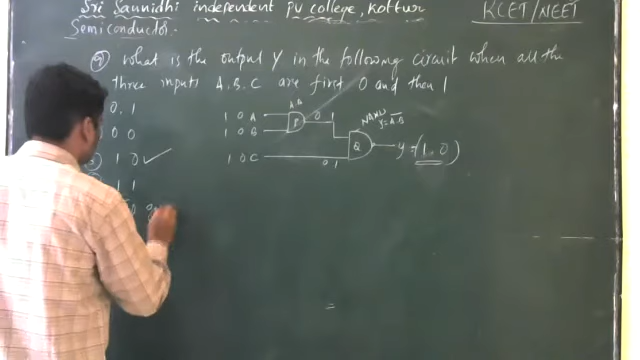 Sri Saunidhi independent PU college, Kottur
KCET/NEET
Semiconductor.
Q) What is the output Y in the following circuit when all the
three inputs A, B, C are first 0 and then 1
0, 1
0 0
1 0 ✓
1 1
A.B
1 0 A
1 0 B
P
0 1
NAND
Y=A̅.̅B̅
1 0 C
Q
0 1
y=(1, 0)
=